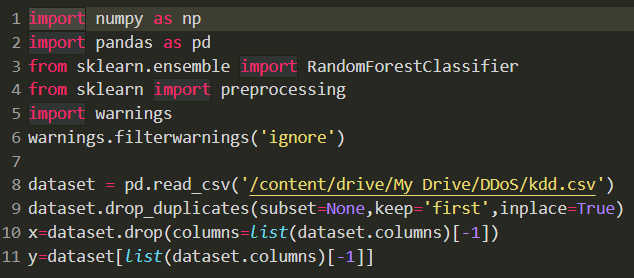 1 import numpy as np
2 import pandas as pd
3 from sklearn.ensemble import RandomForestClassifier
4 from sklearn import preprocessing
5 import warnings
6 warnings.filterwarnings('ignore')
7
8 dataset = pd.read_csv('/content/drive/My Drive/DDoS/kdd.csv')
9 dataset.drop_duplicates(subset=None,keep='first',inplace=True)
10 x=dataset.drop(columns=list(dataset.columns)[-1])
11 y=dataset[list(dataset.columns)[-1]]